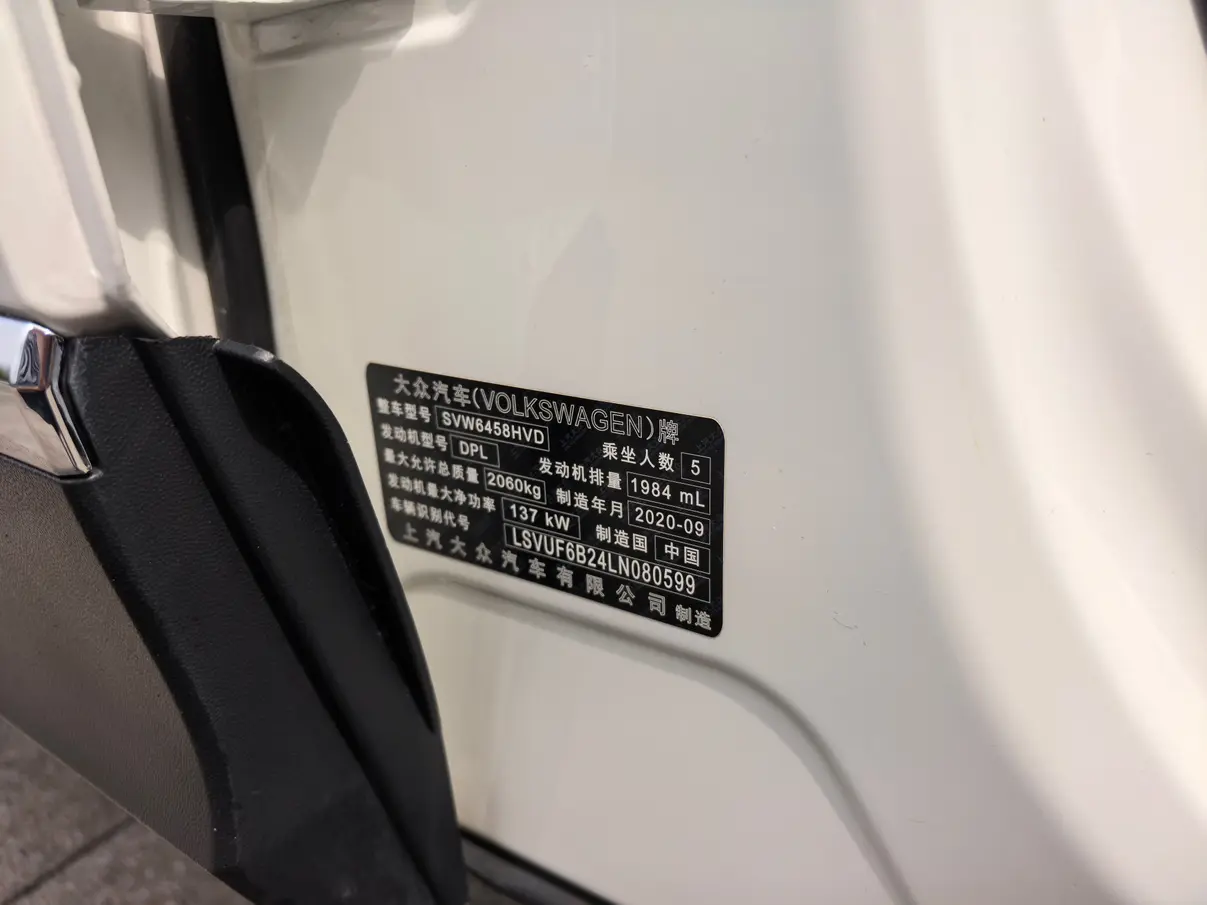 大众汽车(VOLKSWAGEN)牌
整车型号 SVW6458HVD 乘坐人数 5
发动机型号 DPL 发动机排量 1984 mL
最大允许总质量 2060kg 制造年月 2020-09
发动机最大净功率 137 kW 制造国 中国
车辆识别代号 LSVUF6B24LN080599
上汽大众汽车有限公司 制造